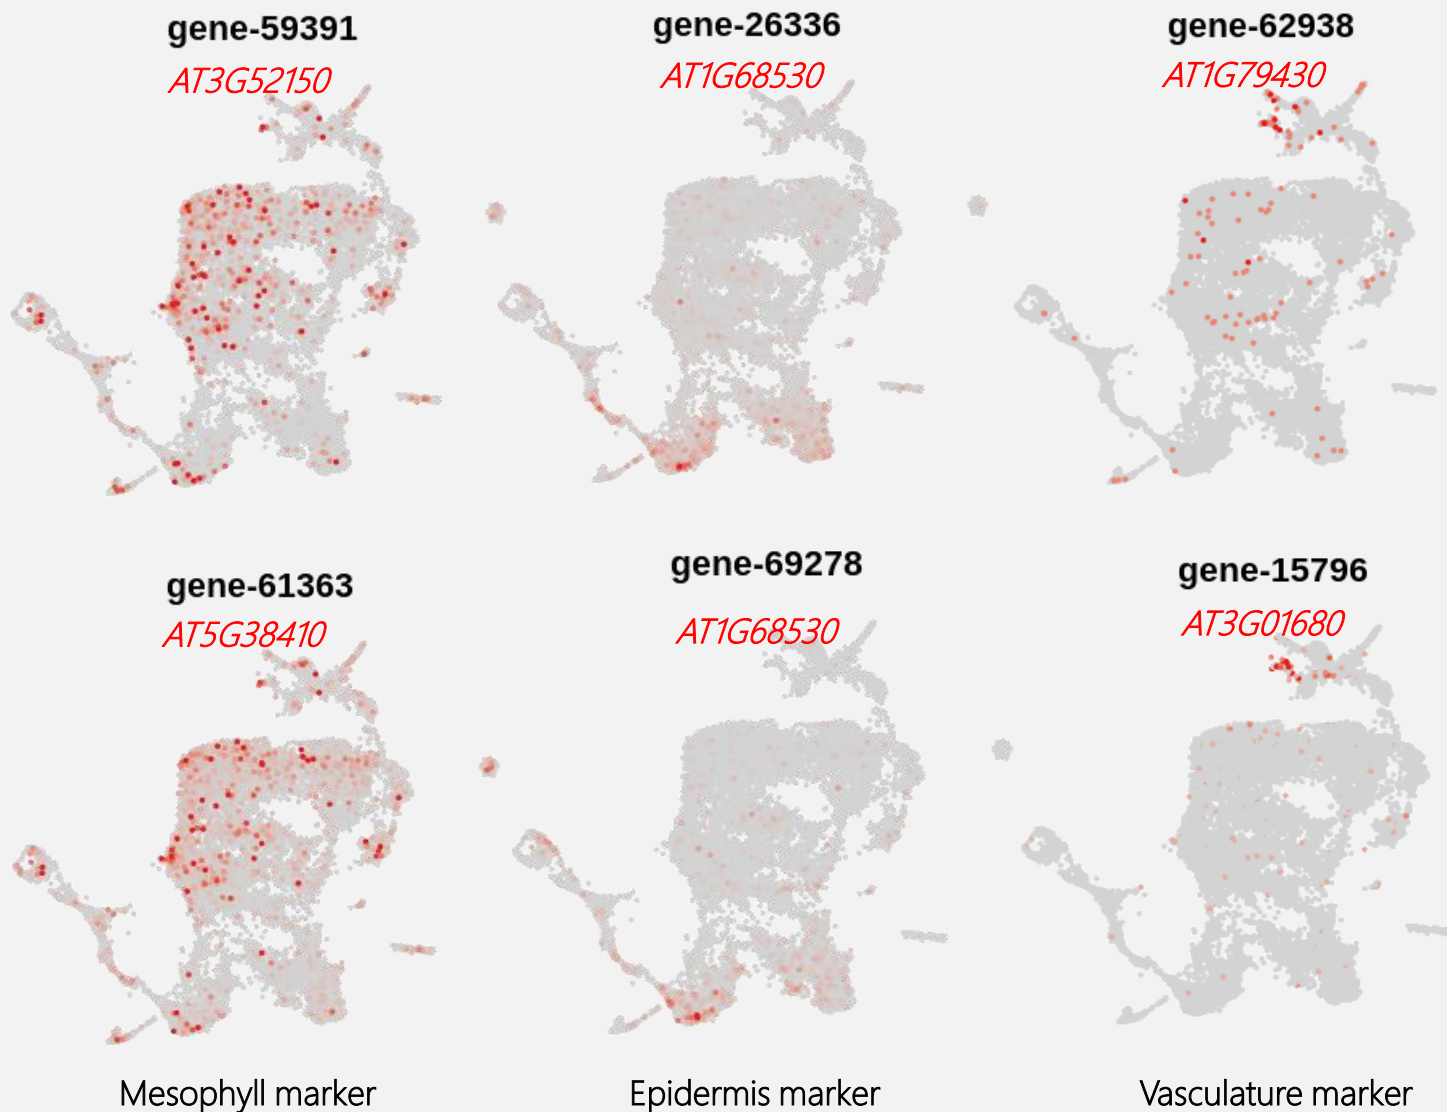 gene-59391
gene-26336
gene-62938
AT3G52150
AT1G68530
AT1G79430
gene-61363
gene-69278
gene-15796
AT5G38410
AT1G68530
AT3G01680
Mesophyll marker
Epidermis marker
Vasculature marker